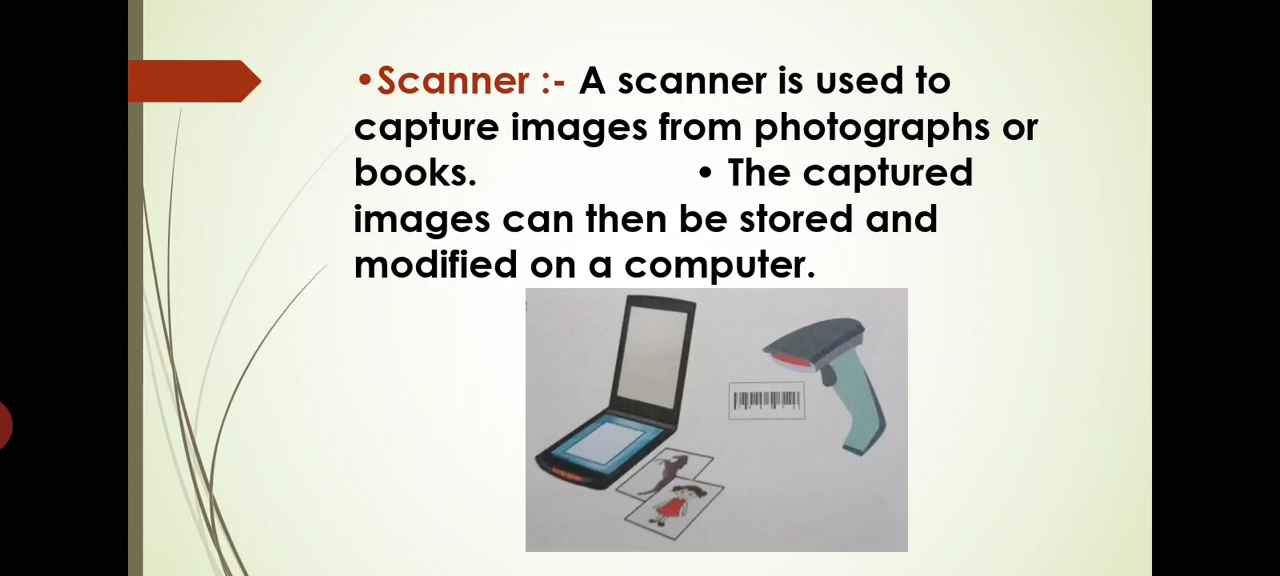 •Scanner :- A scanner is used to
capture images from photographs or
books. • The captured
images can then be stored and
modified on a computer.